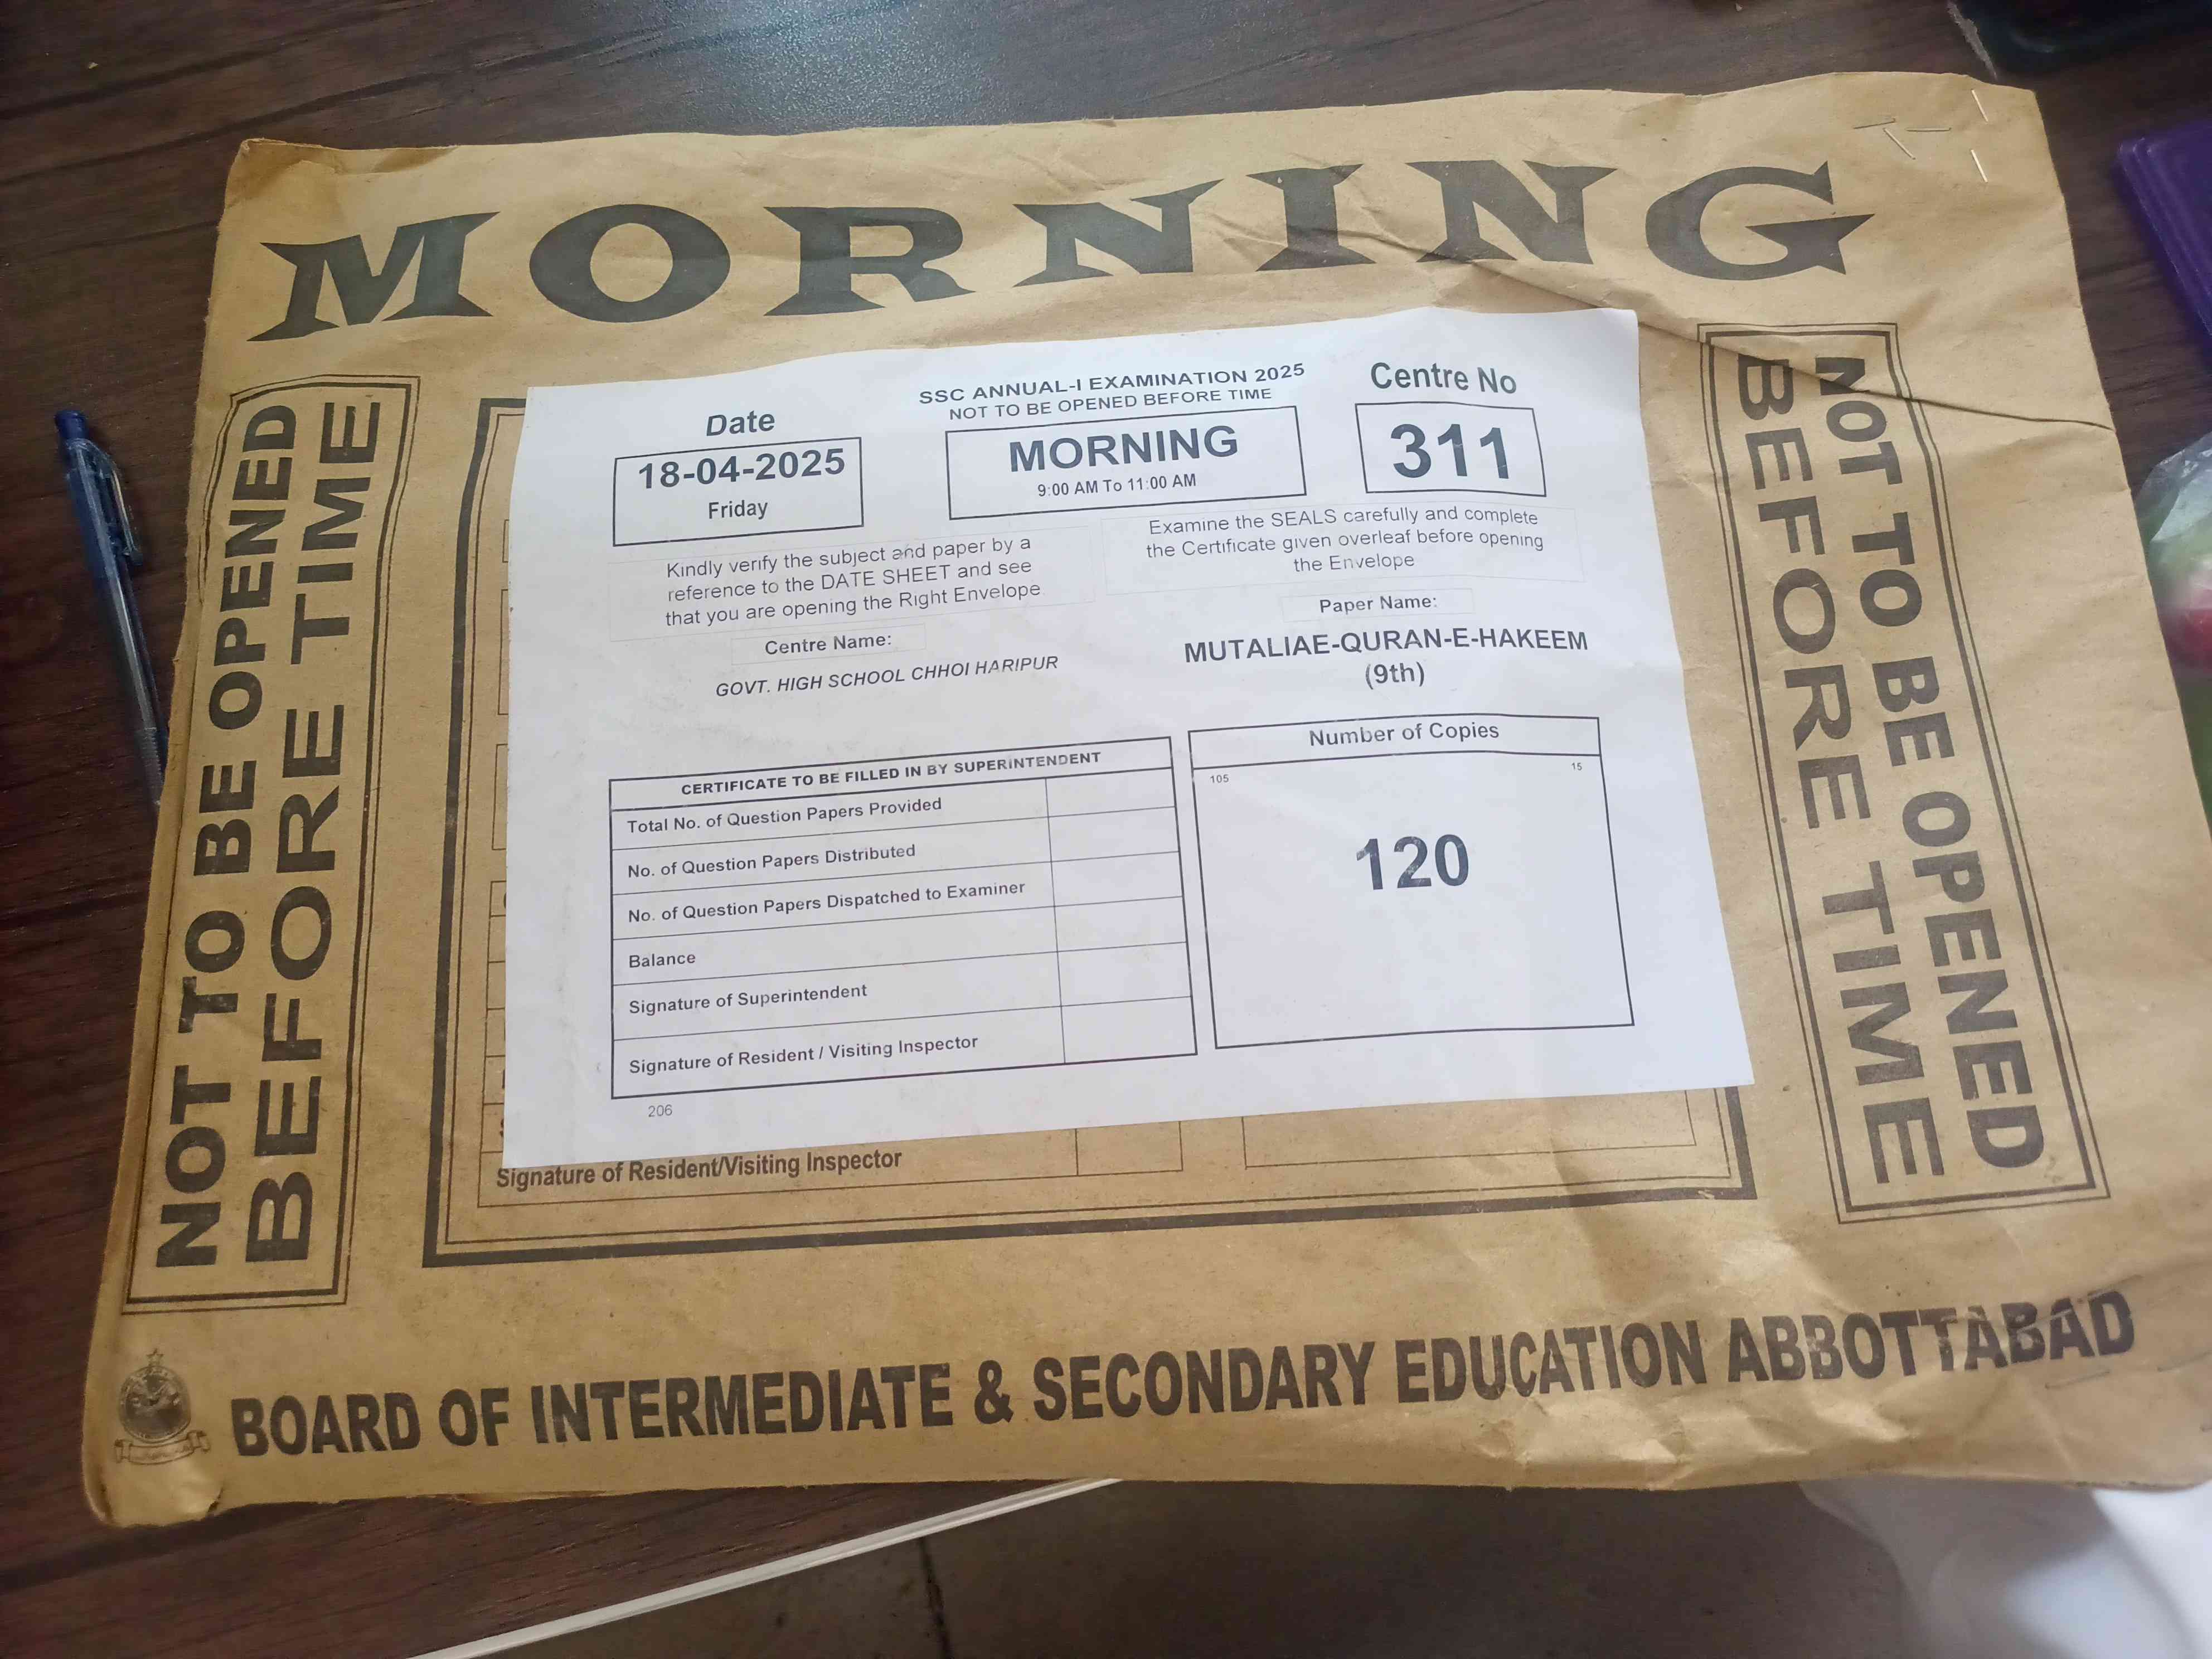 MORNING
NOT TO BE OPENED
BEFORE TIME
SSC ANNUAL-I EXAMINATION 2025
NOT TO BE OPENED BEFORE TIME
Date
18-04-2025
Friday
MORNING
9:00 AM To 11:00 AM
Centre No
311
Kindly verify the subject and paper by a
reference to the DATE SHEET and see
that you are opening the Right Envelope
Examine the SEALS carefully and complete
the Certificate given overleaf before opening
the Envelope
Centre Name:
GOVT. HIGH SCHOOL CHHOI HARIPUR
Paper Name:
MUTALIAE-QURAN-E-HAKEEM
(9th)
CERTIFICATE TO BE FILLED IN BY SUPERINTENDENT
Total No. of Question Papers Provided
No. of Question Papers Distributed
No. of Question Papers Dispatched to Examiner
Balance
Signature of Superintendent
Signature of Resident / Visiting Inspector
Number of Copies
105
15
120
206
Signature of Resident/Visiting Inspector
NOT TO BE OPENED
BEFORE TIME
BOARD OF INTERMEDIATE & SECONDARY EDUCATION ABBOTTABAD